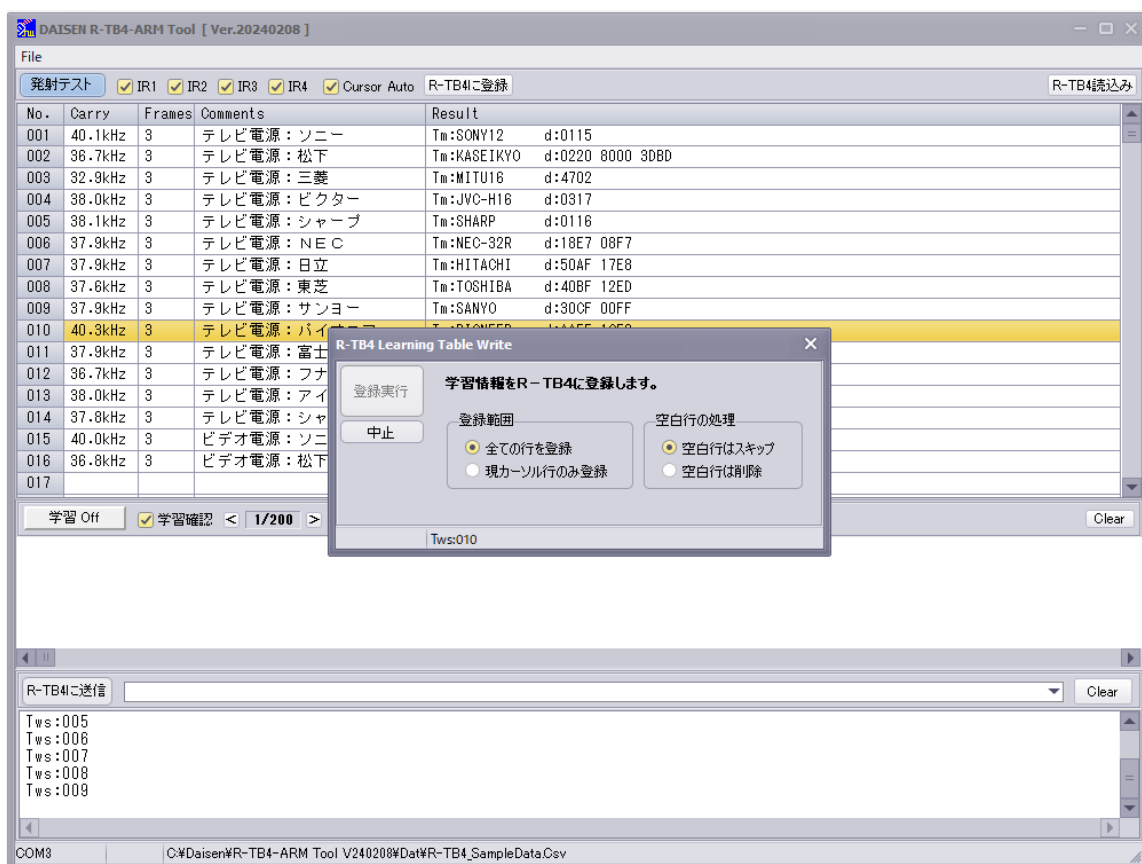 DAISEN R-TB4-ARM Tool [ Ver.20240208 ]
File
発射テスト IR1 IR2 IR3 IR4 Cursor Auto R-TB4に登録 R-TB4読込み
No. Carry Frames Comments Result
001 40.1kHz 3 テレビ電源：ソニー Tm:SONY12 d:0115
002 36.7kHz 3 テレビ電源：松下 Tm:KASEIKYO d:0220 8000 3DBD
003 32.9kHz 3 テレビ電源：三菱 Tm:MITU16 d:4702
004 38.0kHz 3 テレビ電源：ビクター Tm:JVC-H16 d:0317
005 38.1kHz 3 テレビ電源：シャープ Tm:SHARP d:0116
006 37.9kHz 3 テレビ電源：ＮＥＣ Tm:NEC-32R d:18E7 08F7
007 37.9kHz 3 テレビ電源：日立 Tm:HITACHI d:50AF 17E8
008 37.6kHz 3 テレビ電源：東芝 Tm:TOSHIBA d:40BF 12ED
009 37.9kHz 3 テレビ電源：サンヨー Tm:SANYO d:30CF 00FF
010 40.3kHz 3 テレビ電源：パイ
011 37.9kHz 3 テレビ電源：富士
012 36.7kHz 3 テレビ電源：フナ
013 38.0kHz 3 テレビ電源：アイ
014 37.8kHz 3 テレビ電源：シャ
015 40.0kHz 3 ビデオ電源：ソニ
016 36.8kHz 3 ビデオ電源：松下
017
R-TB4 Learning Table Write
登録実行
中止
学習情報をR－TB4に登録します。
登録範囲
全ての行を登録
現カーソル行のみ登録
空白行の処理
空白行はスキップ
空白行は削除
Tws:010
学習 Off 学習確認 < 1/200 > Clear
R-TB4に送信 Clear
Tws:005
Tws:006
Tws:007
Tws:008
Tws:009
COM3 C:¥Daisen¥R-TB4-ARM Tool V240208¥Dat¥R-TB4_SampleData.Csv